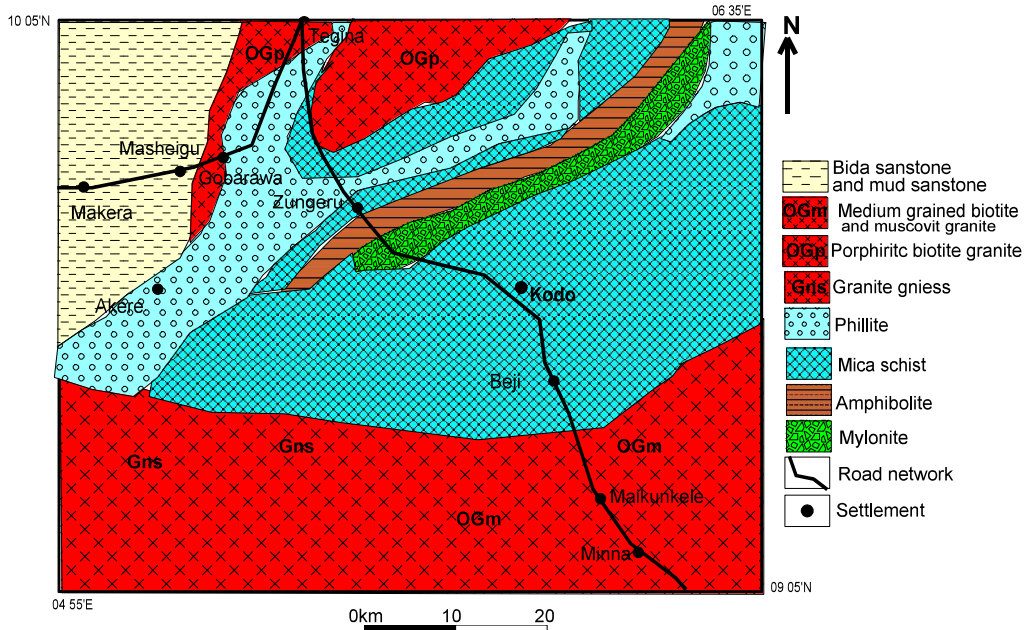 10 05'N
06 35'E
N
Tegina
OGp
OGp
Masheigu
Gobarawa
Makera
Zungeru
Akere
Kodo
Beji
Gns
Gns
OGm
Maikunkele
OGm
Minna
04 55'E
09 05'N
0km 10 20
Bida sanstone
and mud sanstone
OGm Medium grained biotite
and muscovit granite
OGp Porphiritc biotite granite
Gns Granite gniess
Phillite
Mica schist
Amphibolite
Mylonite
Road network
Settlement